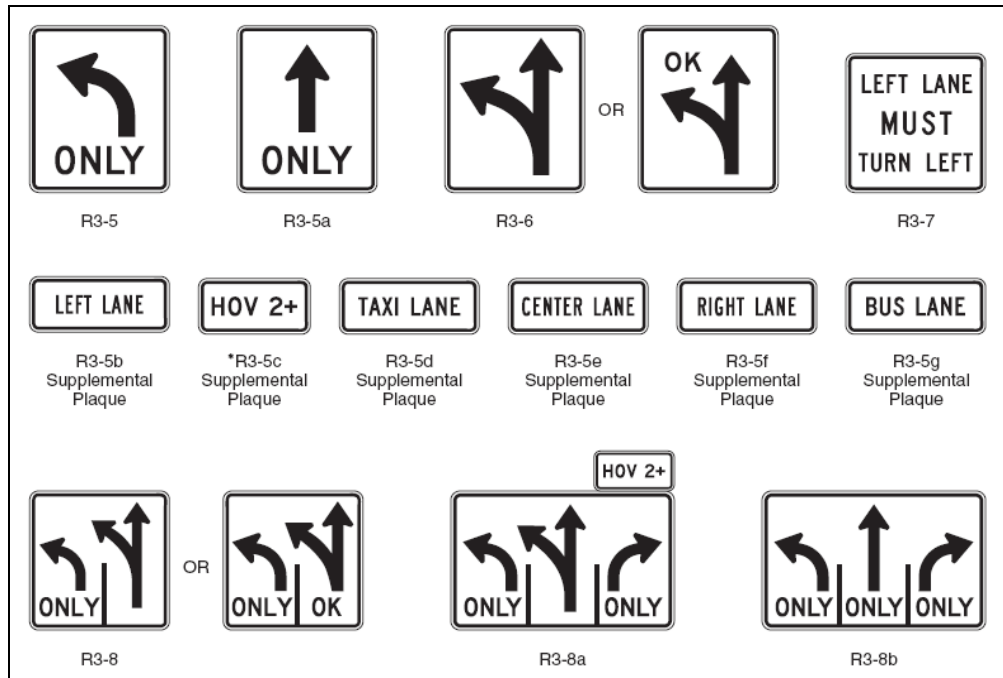 ONLY
ONLY
OR
OK
LEFT LANE
MUST
TURN LEFT
R3-5
R3-5a
R3-6
R3-7
LEFT LANE
HOV 2+
TAXI LANE
CENTER LANE
RIGHT LANE
BUS LANE
R3-5b
Supplemental
Plaque
*R3-5c
Supplemental
Plaque
R3-5d
Supplemental
Plaque
R3-5e
Supplemental
Plaque
R3-5f
Supplemental
Plaque
R3-5g
Supplemental
Plaque
ONLY
OR
ONLY OK
HOV 2+
ONLY ONLY
ONLY ONLY ONLY
R3-8
R3-8a
R3-8b